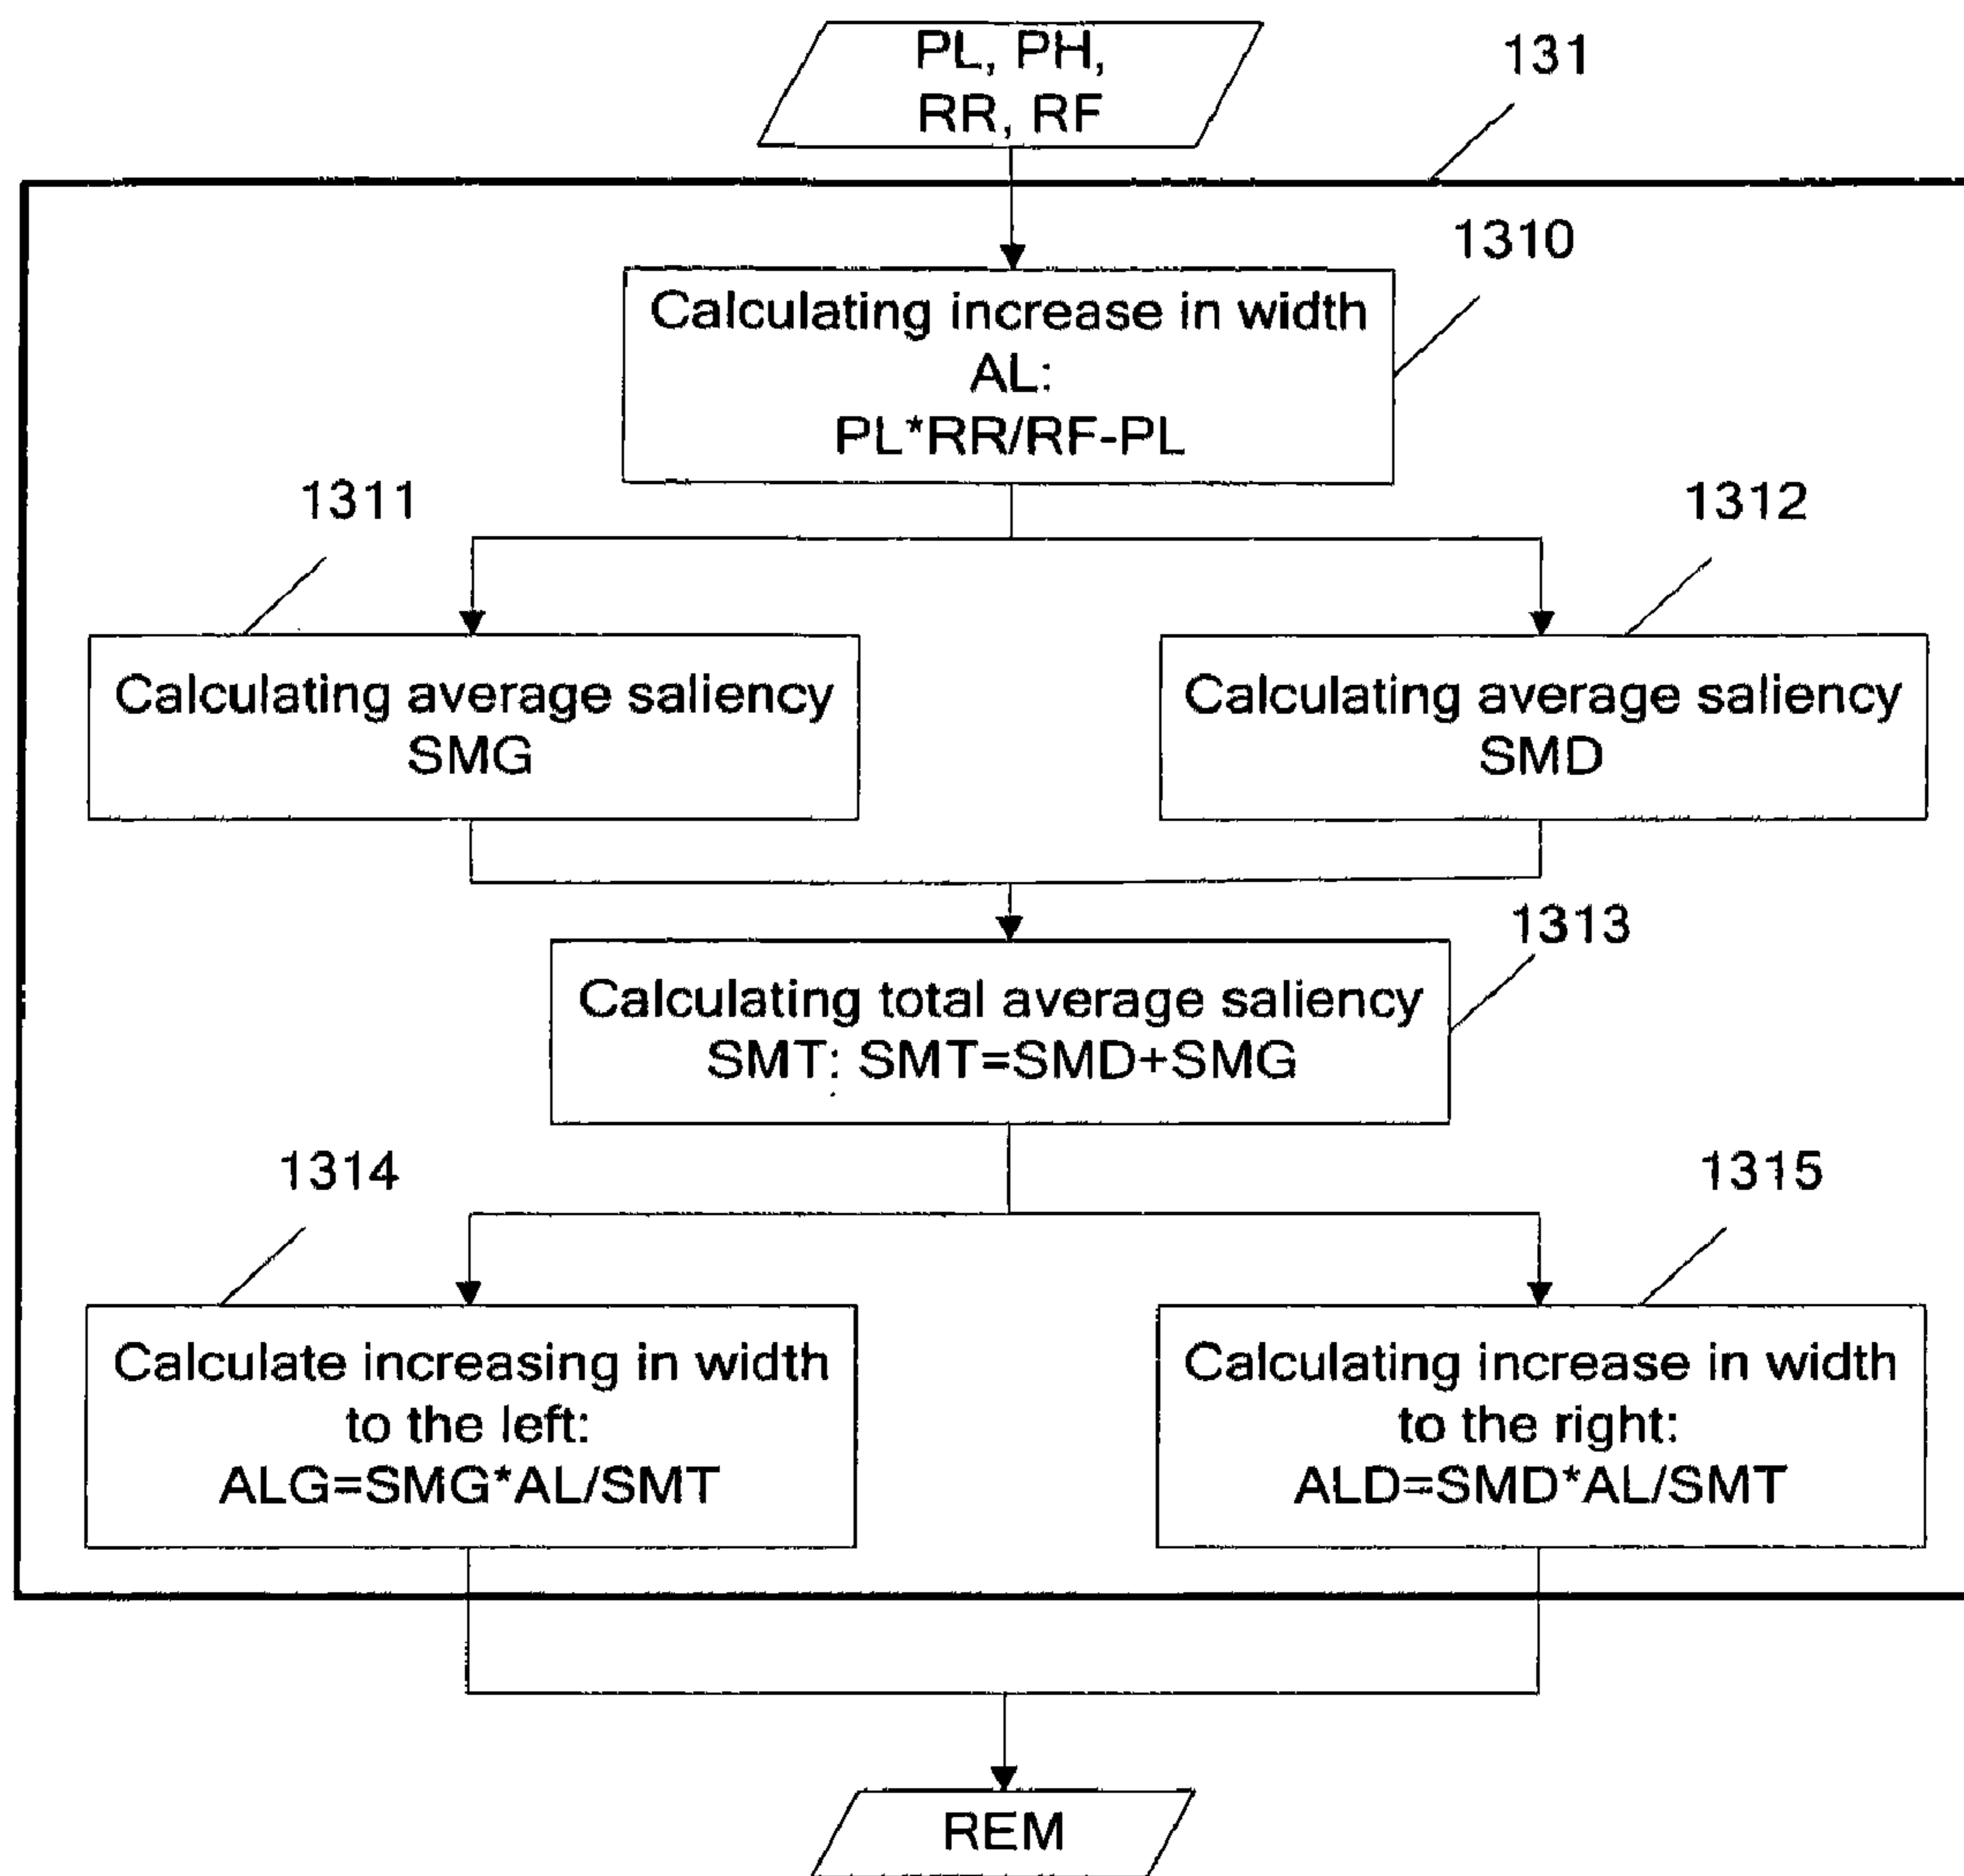 PL, PH,
RR, RF
131
1310
Calculating increase in width
AL:
PL*RR/RF-PL
1311
1312
Calculating average saliency
SMG
Calculating average saliency
SMD
1313
Calculating total average saliency
SMT: SMT=SMD+SMG
1314
1315
Calculate increasing in width
to the left:
ALG=SMG*AL/SMT
Calculating increase in width
to the right:
ALD=SMD*AL/SMT
REM